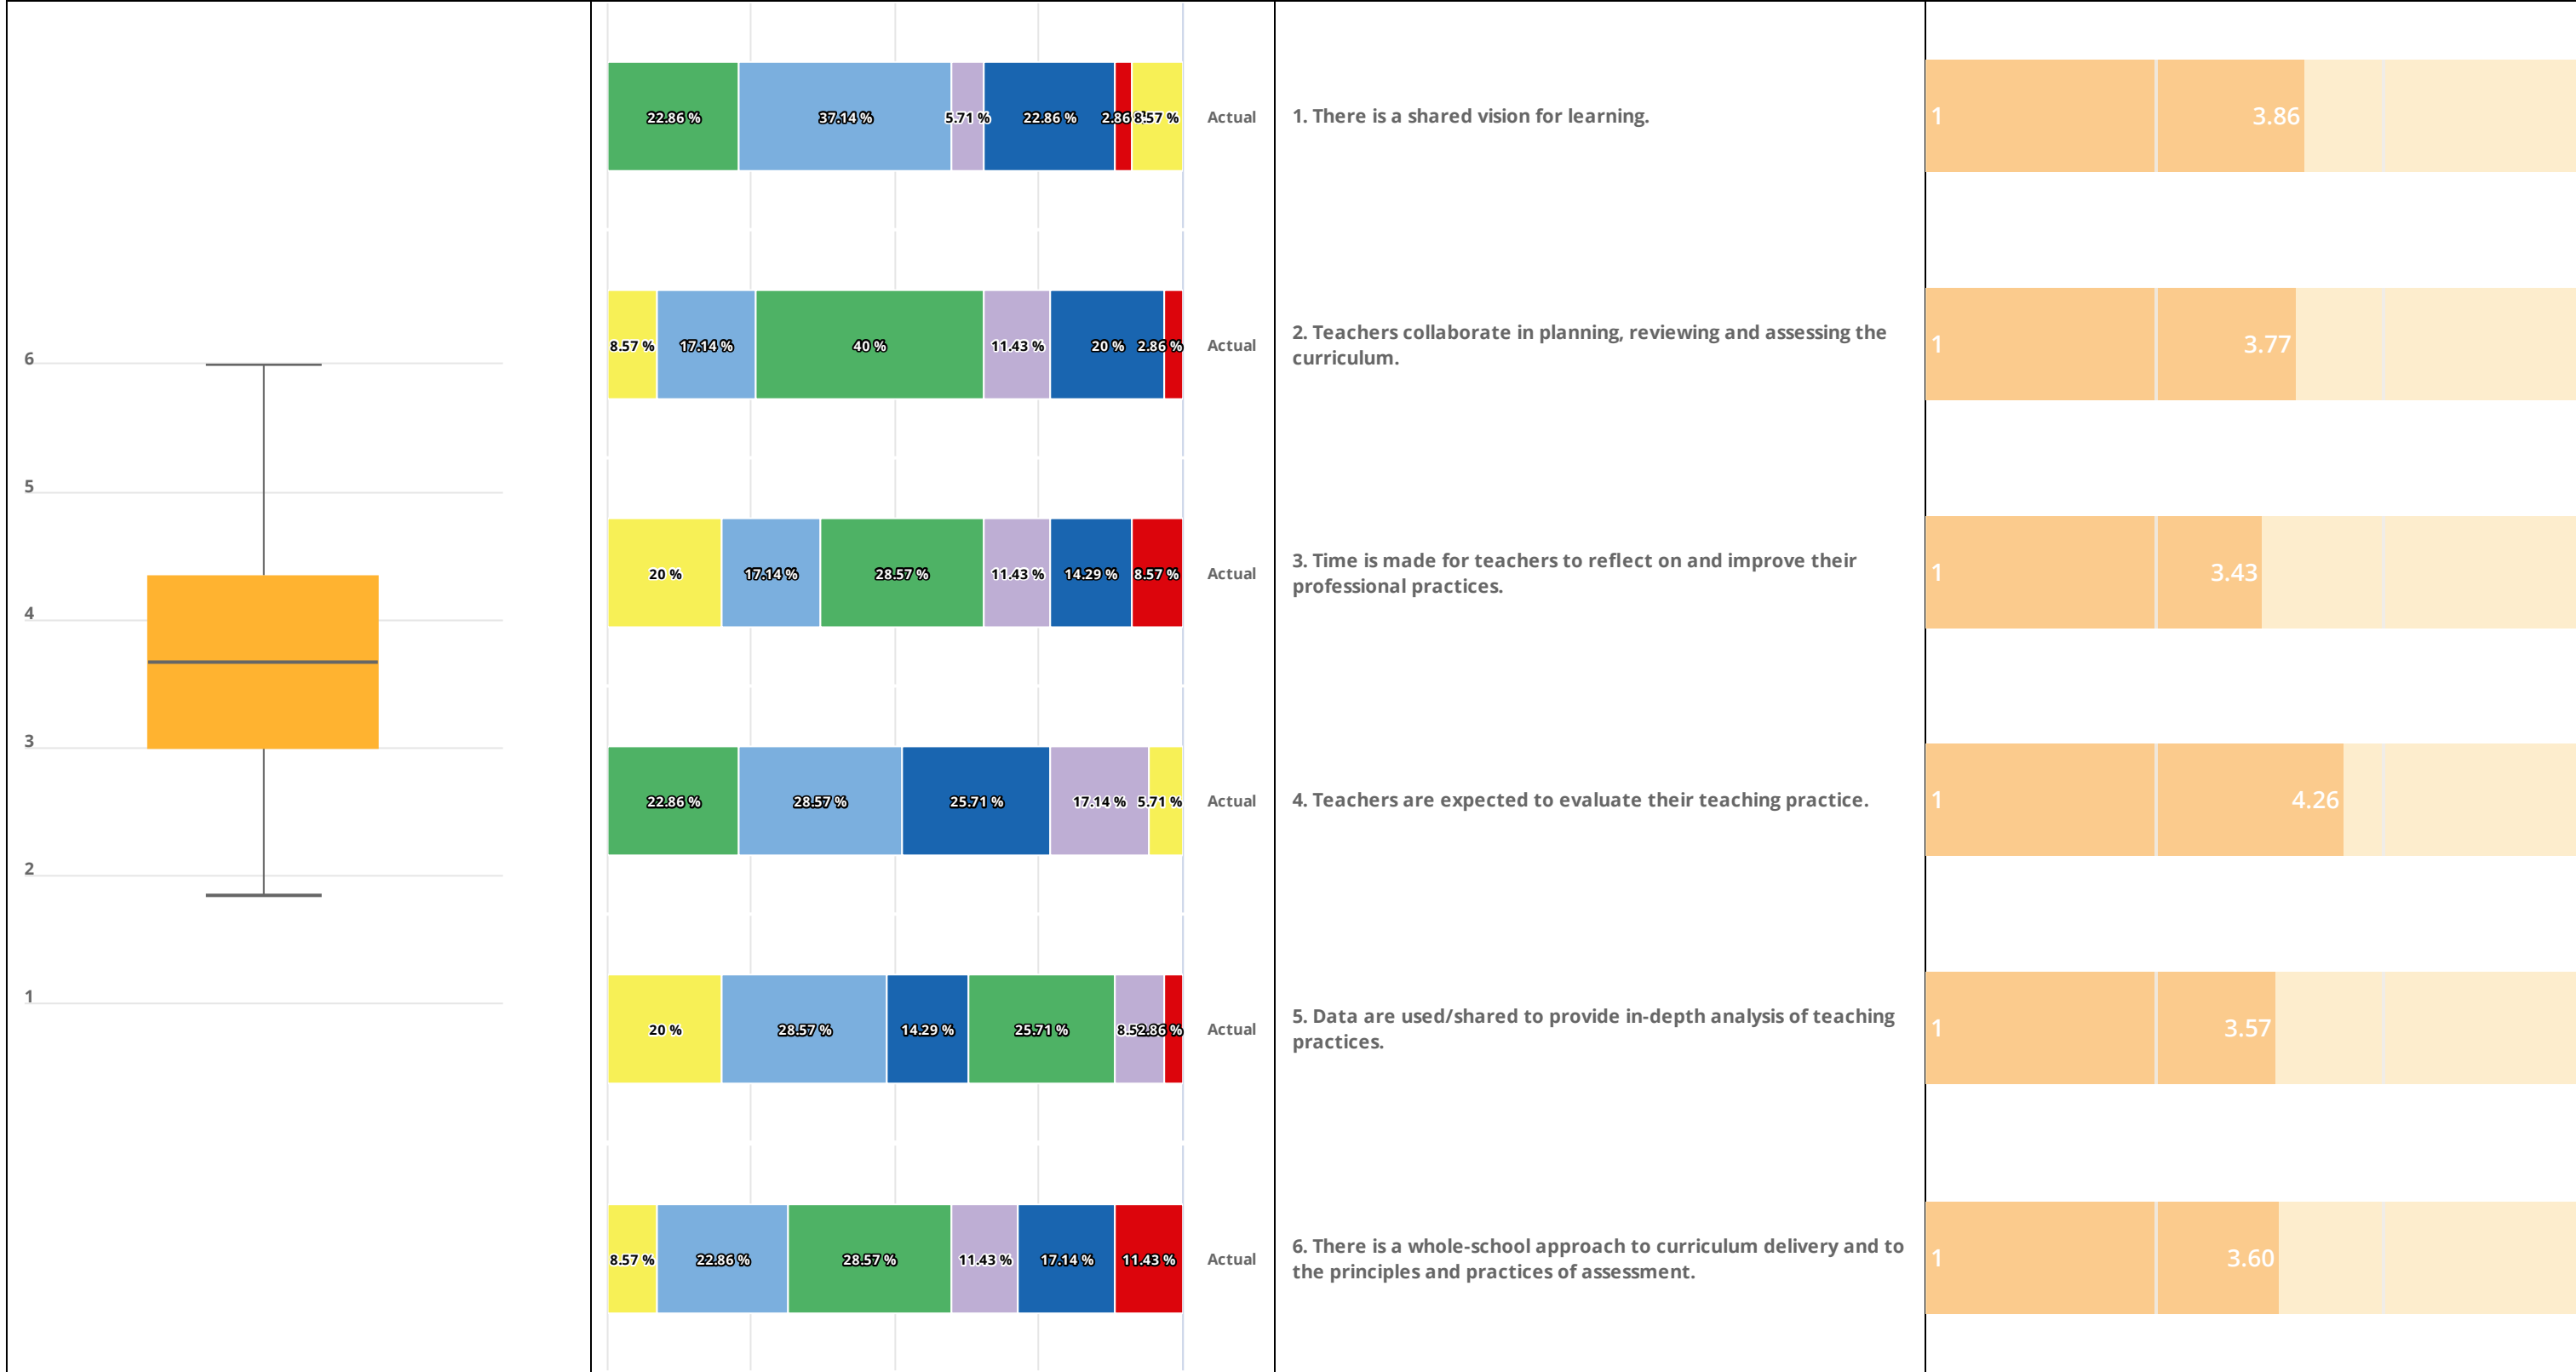 6
5
4
3
2
1
22.86 % 37.14 % 5.71 % 22.86 % 2.86 8.57 % Actual
1. There is a shared vision for learning.
1 3.86
8.57 % 17.14 % 40 % 11.43 % 20 % 2.86 % Actual
2. Teachers collaborate in planning, reviewing and assessing the
curriculum.
1 3.77
20 % 17.14 % 28.57 % 11.43 % 14.29 % 8.57 % Actual
3. Time is made for teachers to reflect on and improve their
professional practices.
1 3.43
22.86 % 28.57 % 25.71 % 17.14 % 5.71 % Actual
4. Teachers are expected to evaluate their teaching practice.
1 4.26
20 % 28.57 % 14.29 % 25.71 % 8.5 2.86 % Actual
5. Data are used/shared to provide in-depth analysis of teaching
practices.
1 3.57
8.57 % 22.86 % 28.57 % 11.43 % 17.14 % 11.43 % Actual
6. There is a whole-school approach to curriculum delivery and to
the principles and practices of assessment.
1 3.60